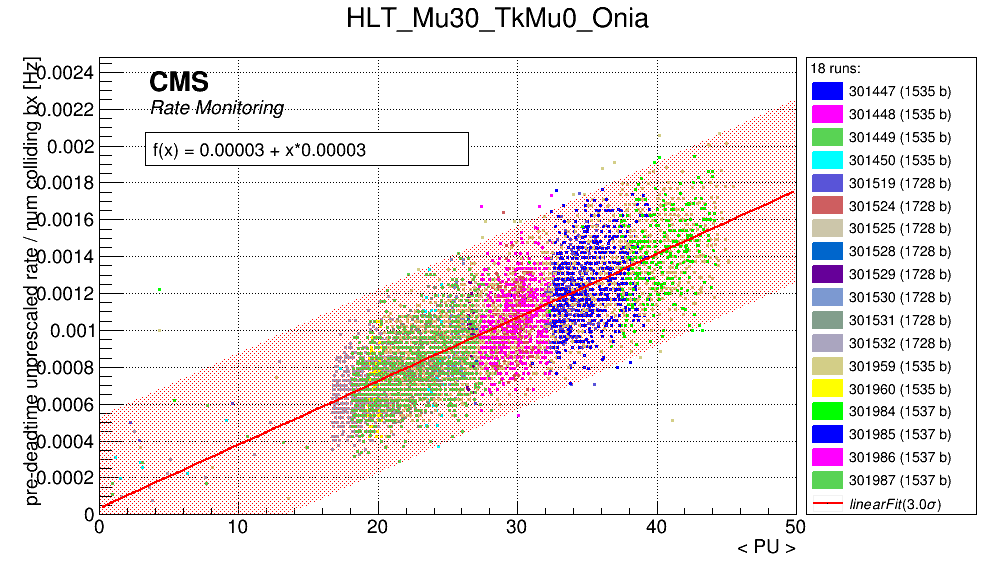 HLT_Mu30_TkMu0_Onia
pre-deadtime unprescaled rate / num colliding bx [Hz]
0.0024
0.0022
0.002
0.0018
0.0016
0.0014
0.0012
0.001
0.0008
0.0006
0.0004
0.0002
0
CMS
Rate Monitoring
f(x) = 0.00003 + x*0.00003
0 10 20 30 40 50
< PU >
18 runs:
301447 (1535 b)
301448 (1535 b)
301449 (1535 b)
301450 (1535 b)
301519 (1728 b)
301524 (1728 b)
301525 (1728 b)
301528 (1728 b)
301529 (1728 b)
301530 (1728 b)
301531 (1728 b)
301532 (1728 b)
301959 (1535 b)
301960 (1535 b)
301984 (1537 b)
301985 (1537 b)
301986 (1537 b)
301987 (1537 b)
linearFit(3.0σ)